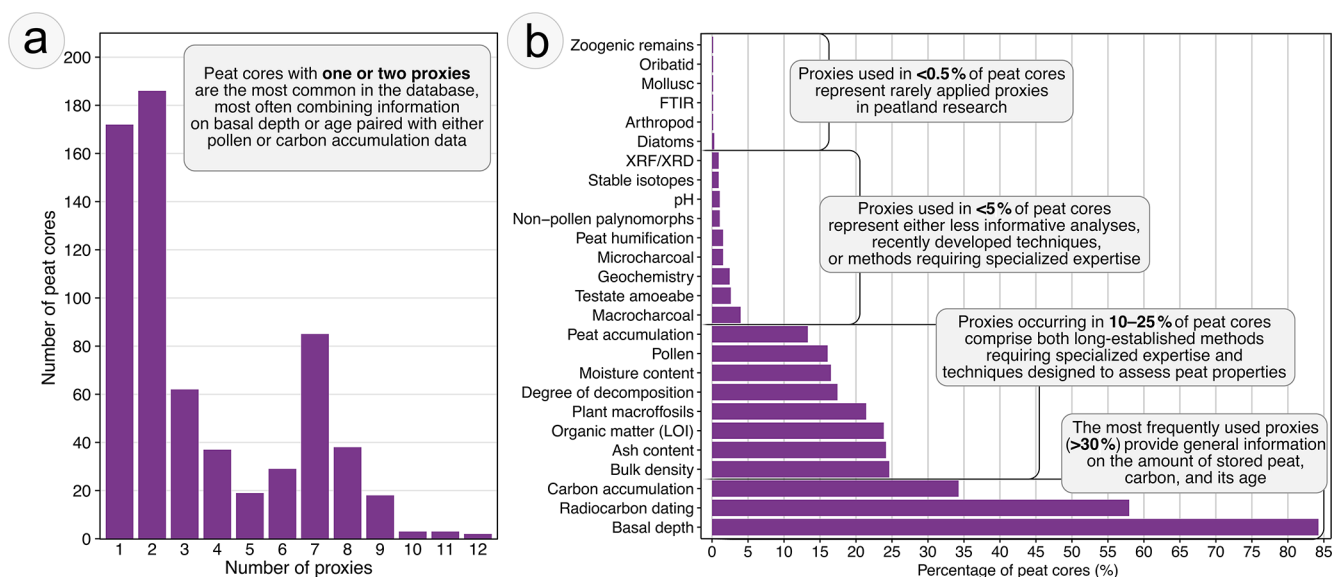 a
Number of peat cores
200
180
160
140
120
100
80
60
40
20
0
Peat cores with one or two proxies
are the most common in the database,
most often combining information
on basal depth or age paired with either
pollen or carbon accumulation data
1 2 3 4 5 6 7 8 9 10 11 12
Number of proxies
b
Zoogenic remains
Oribatid
Mollusc
FTIR
Arthropod
Diatoms
XRF/XRD
Stable isotopes
pH
Non−pollen palynomorphs
Peat humification
Microcharcoal
Geochemistry
Testate amoeabe
Macrocharcoal
Peat accumulation
Pollen
Moisture content
Degree of decomposition
Plant macroffosils
Organic matter (LOI)
Ash content
Bulk density
Carbon accumulation
Radiocarbon dating
Basal depth
Proxies used in <0.5% of peat cores
represent rarely applied proxies
in peatland research
Proxies used in <5% of peat cores
represent either less informative analyses,
recently developed techniques,
or methods requiring specialized expertise
Proxies occurring in 10–25% of peat cores
comprise both long-established methods
requiring specialized expertise and
techniques designed to assess peat properties
The most frequently used proxies
(>30%) provide general information
on the amount of stored peat,
carbon, and its age
0 5 10 15 20 25 30 35 40 45 50 55 60 65 70 75 80 85
Percentage of peat cores (%)